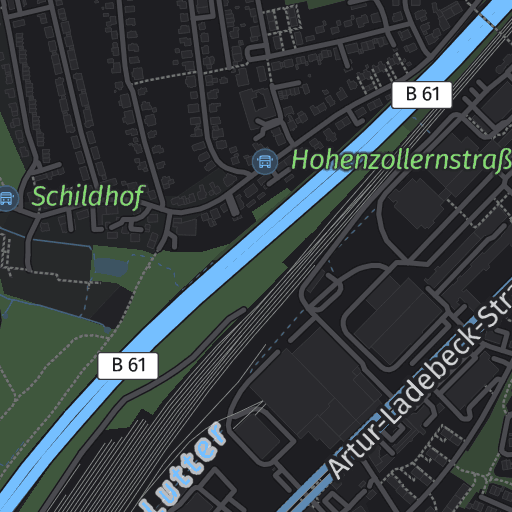 B 61
Hohenzollernstraß
Schildhof
B 61
Artur-Ladebeck-Str
Lutter